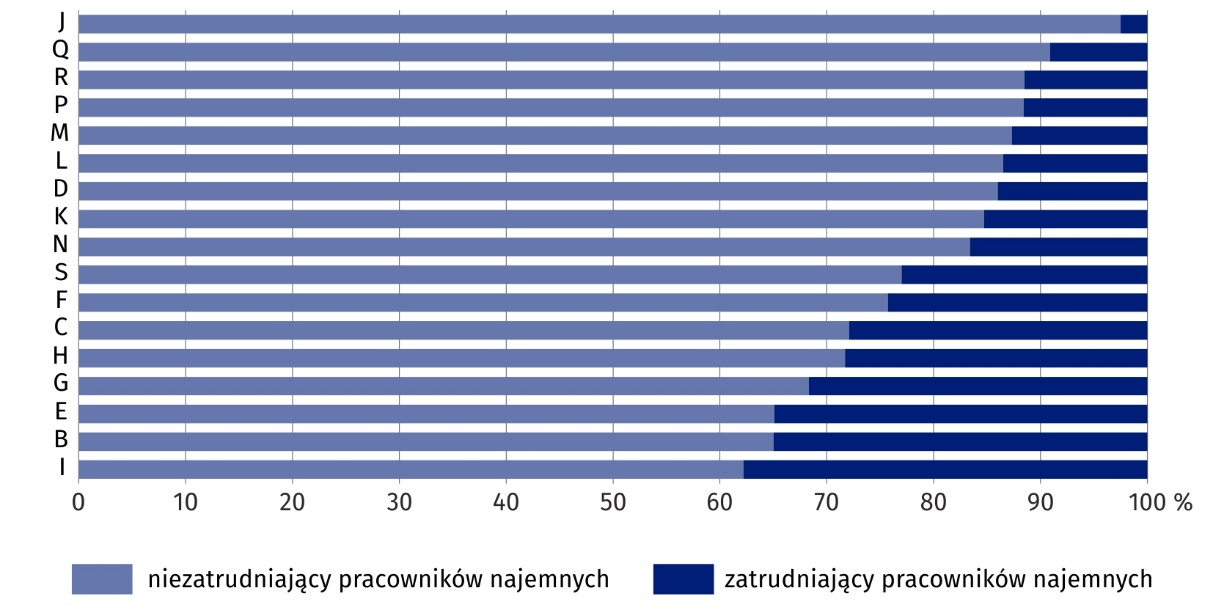 J
Q
R
P
M
L
D
K
N
S
F
C
H
G
E
B
I
0 10 20 30 40 50 60 70 80 90 100 %
niezatrudniający pracowników najemnych zatrudniający pracowników najemnych